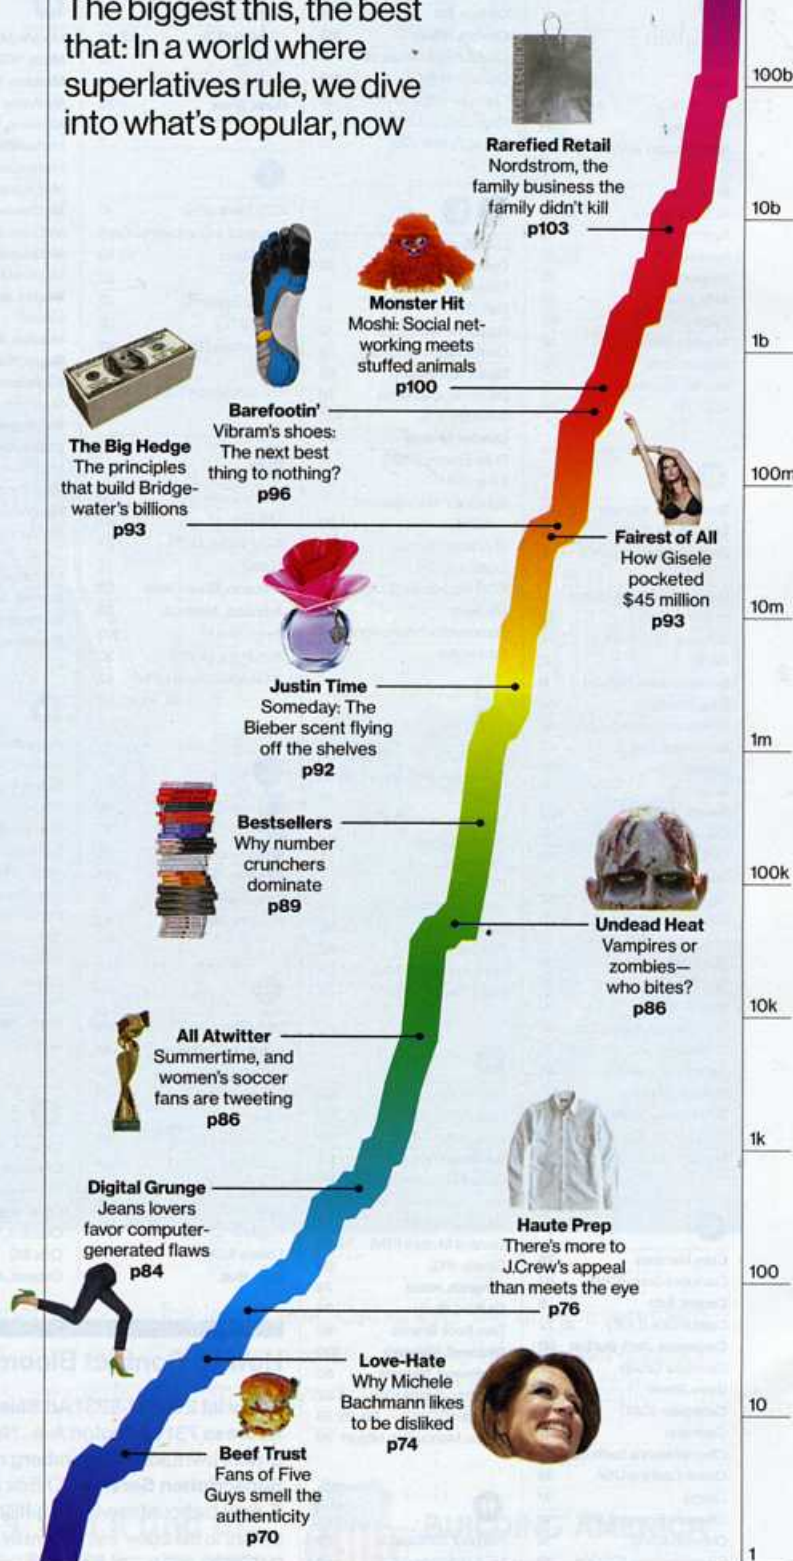 The biggest this, the best
that: In a world where
superlatives rule, we dive
into what's popular, now
100b
NORDSTROM
Rarefied Retail
Nordstrom, the
family business the
family didn't kill
p103
10b
Monster Hit
Moshi: Social net-
working meets
stuffed animals
p100
1b
Barefootin'
Vibram's shoes:
The next best
thing to nothing?
p96
The Big Hedge
The principles
that build Bridge-
water's billions
p93
100m
Fairest of All
How Gisele
pocketed
$45 million
p93
10m
Justin Time
Someday: The
Bieber scent flying
off the shelves
p92
1m
Bestsellers
Why number
crunchers
dominate
p89
100k
Undead Heat
Vampires or
zombies—
who bites?
p86
10k
All Atwitter
Summertime, and
women's soccer
fans are tweeting
p86
1k
Digital Grunge
Jeans lovers
favor computer-
generated flaws
p84
Haute Prep
There's more to
J.Crew's appeal
than meets the eye
p76
100
Love-Hate
Why Michele
Bachmann likes
to be disliked
p74
10
Beef Trust
Fans of Five
Guys smell the
authenticity
p70
1